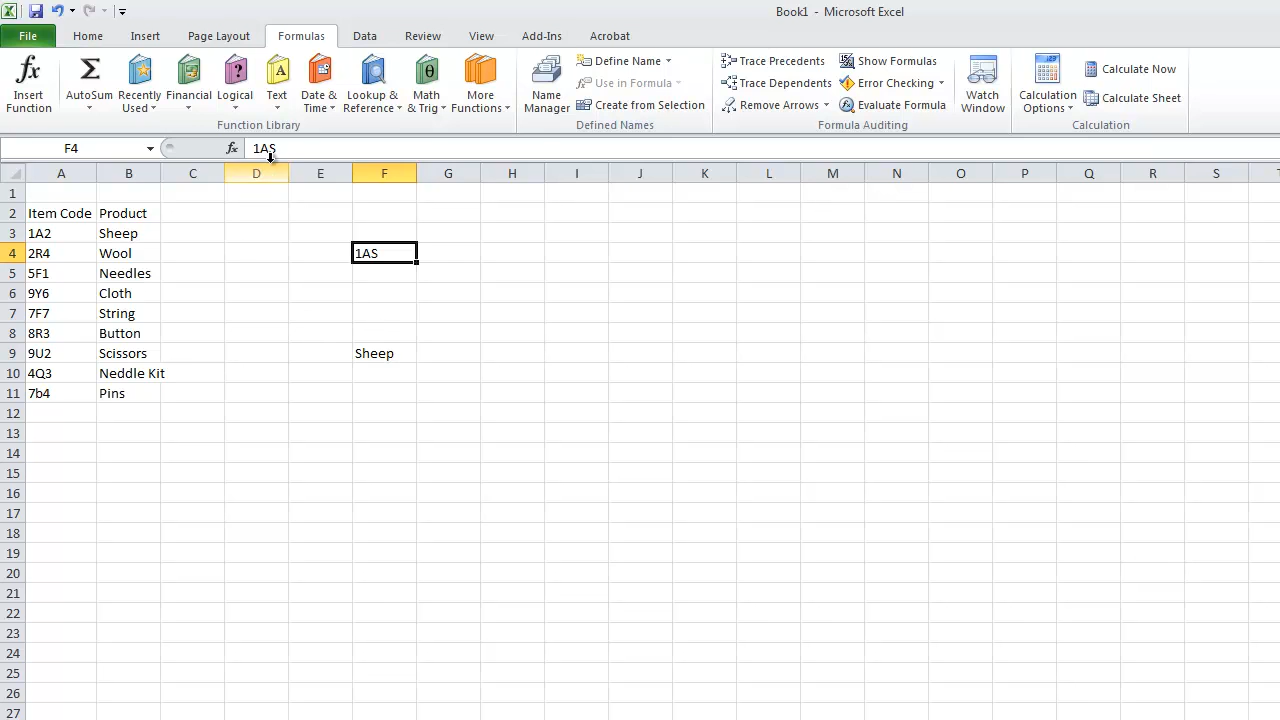 Book1 - Microsoft Excel
File Home Insert Page Layout Formulas Data Review View Add-Ins Acrobat
fx Insert Function
Σ AutoSum
Recently Used
Financial
? Logical
A Text
Date & Time
Lookup & Reference
θ Math & Trig
More Functions
Function Library
Name Manager
Define Name
Use in Formula
Create from Selection
Defined Names
Trace Precedents
Trace Dependents
Remove Arrows
Show Formulas
Error Checking
Evaluate Formula
Formula Auditing
Watch Window
Calculation Options
Calculate Now
Calculate Sheet
Calculation
F4 fx 1AS
A B C D E F G H I J K L M N O P Q R S T
1
2 Item Code Product
3 1A2 Sheep
4 2R4 Wool 1AS
5 5F1 Needles
6 9Y6 Cloth
7 7F7 String
8 8R3 Button
9 9U2 Scissors Sheep
10 4Q3 Neddle Kit
11 7b4 Pins
12
13
14
15
16
17
18
19
20
21
22
23
24
25
26
27